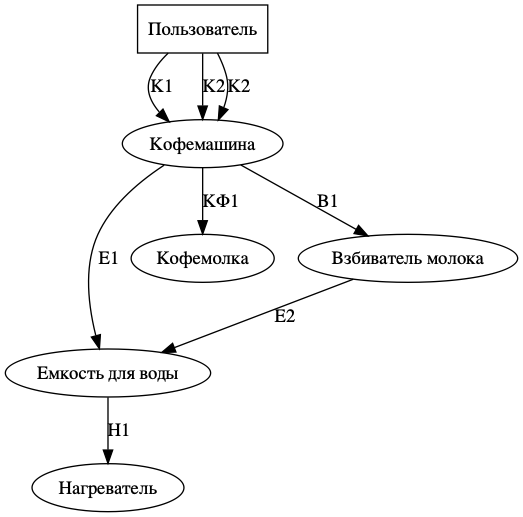 Пользователь
K1
K2
K2
Кофемашина
E1
КФ1
B1
Кофемолка
Взбиватель молока
E2
Емкость для воды
H1
Нагреватель